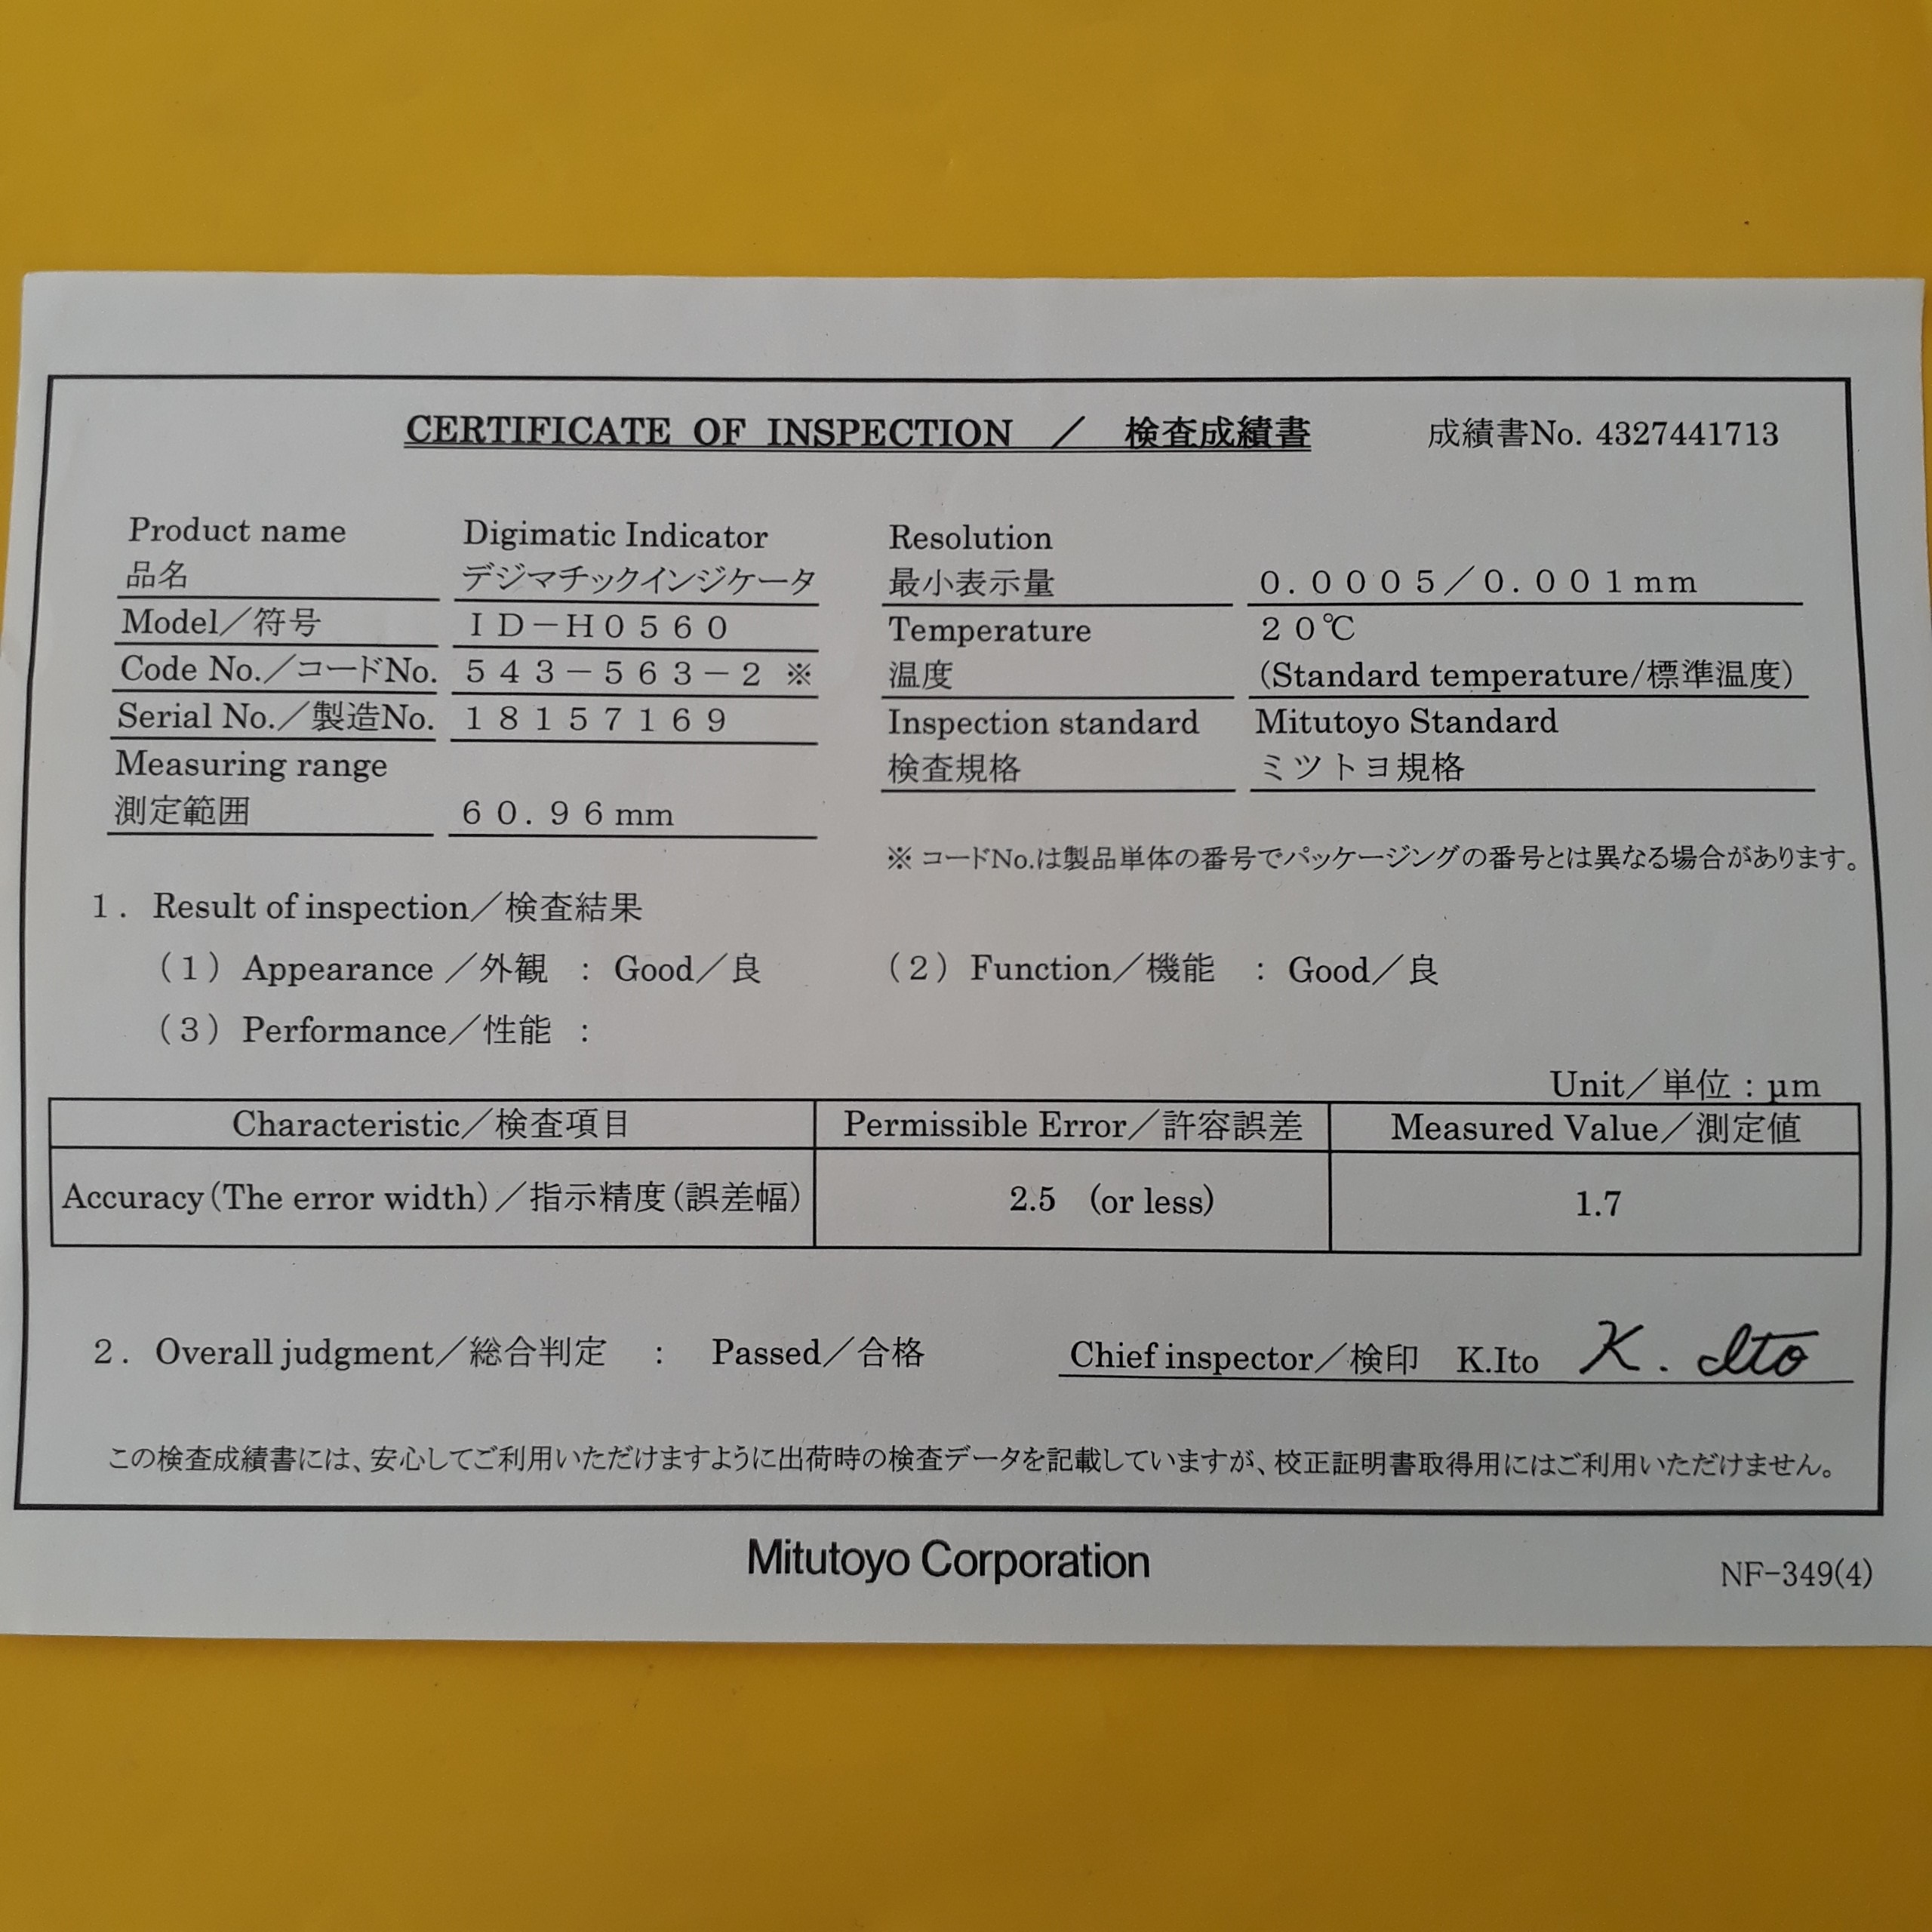 CERTIFICATE OF INSPECTION ／ 検査成績書 成績書No. 4327441713
Product name Digimatic Indicator Resolution
品名 デジマチックインジケータ 最小表示量 0.0005／0.001mm
Model／符号 ID－H0560 Temperature 20℃
Code No.／コードNo. 543－563－2 ※ 温度 (Standard temperature/標準温度)
Serial No.／製造No. 18157169 Inspection standard Mitutoyo Standard
Measuring range 検査規格 ミツトヨ規格
測定範囲 60.96mm
※ コードNo.は製品単体の番号でパッケージングの番号とは異なる場合があります。
1. Result of inspection／検査結果
(1) Appearance ／外観 : Good／良 (2) Function／機能 : Good／良
(3) Performance／性能 :
Unit／単位 : µm
Characteristic／検査項目 Permissible Error／許容誤差 Measured Value／測定値
Accuracy(The error width)／指示精度(誤差幅) 2.5 (or less) 1.7
2. Overall judgment／総合判定 : Passed／合格 Chief inspector／検印 K.Ito K. Ito
この検査成績書には、安心してご利用いただけますように出荷時の検査データを記載していますが、校正証明書取得用にはご利用いただけません。
Mitutoyo Corporation
NF-349(4)